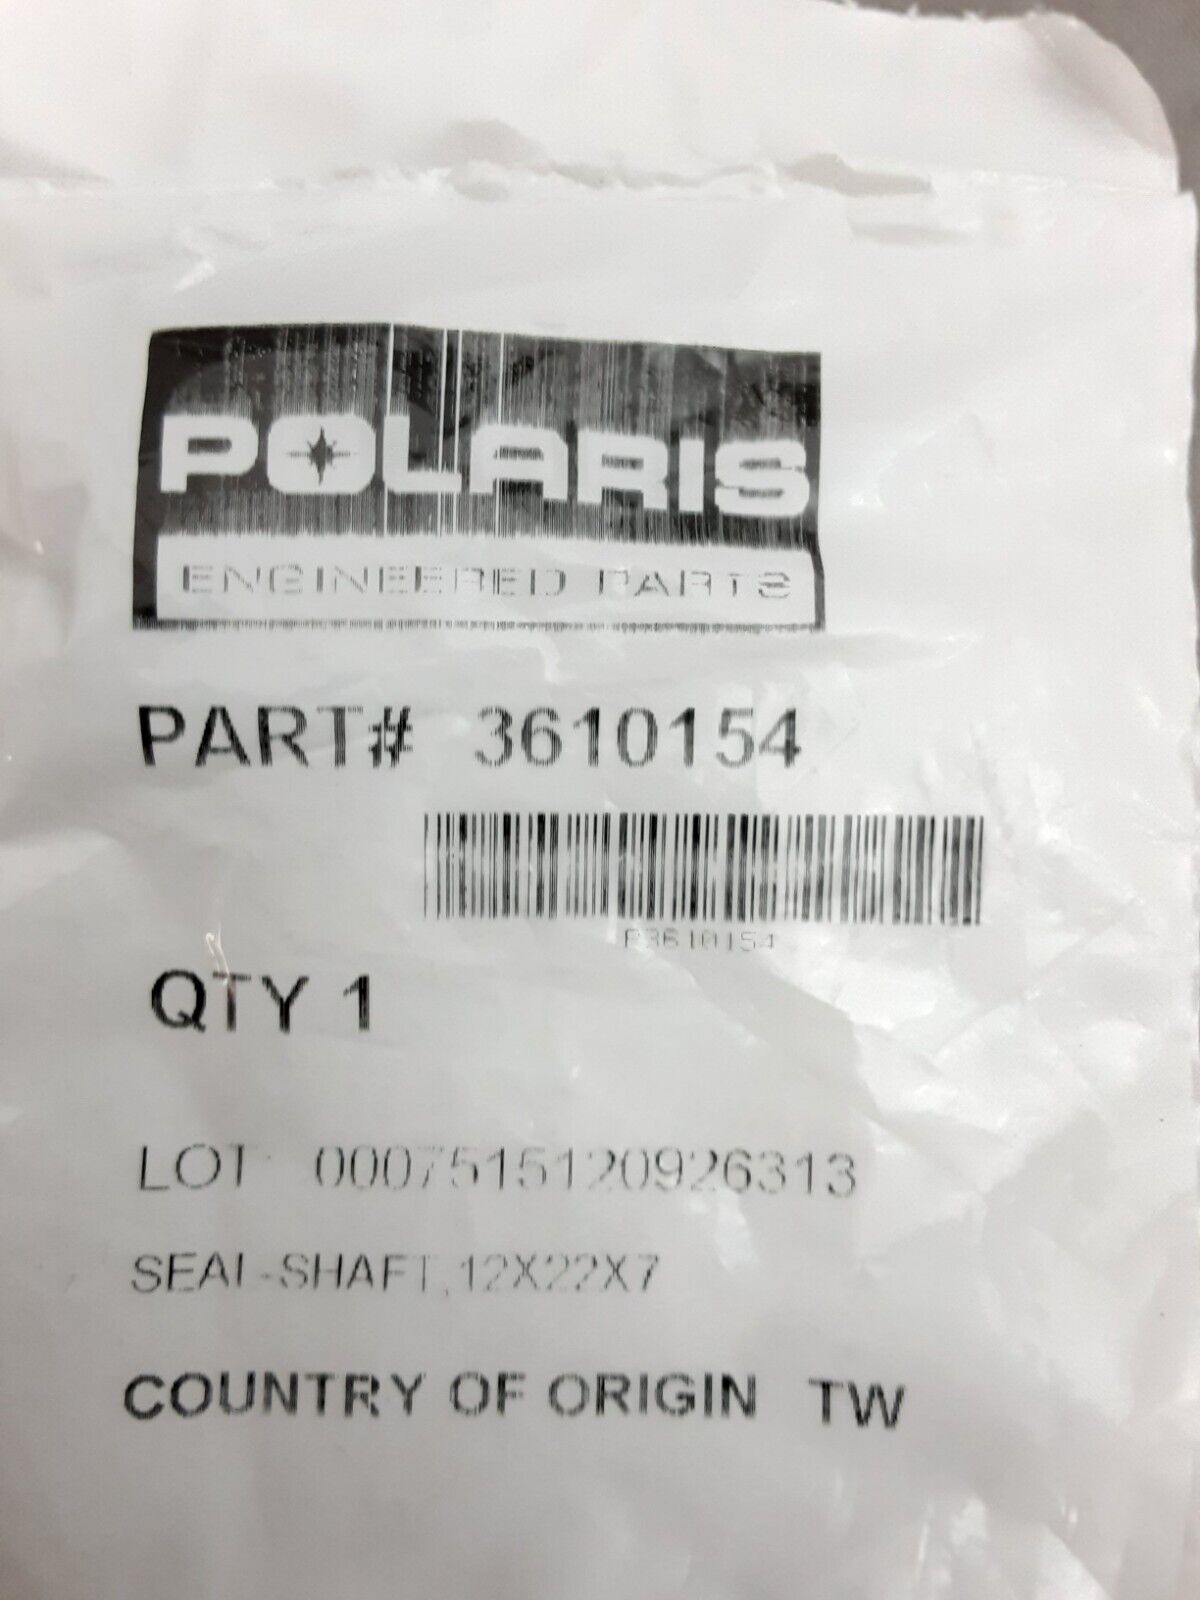 POLARIS
ENGINEERED PARTS
PART# 3610154
P3610154
QTY 1
LOT 0007515120926313
SEAL-SHAFT,12X22X7
COUNTRY OF ORIGIN TW